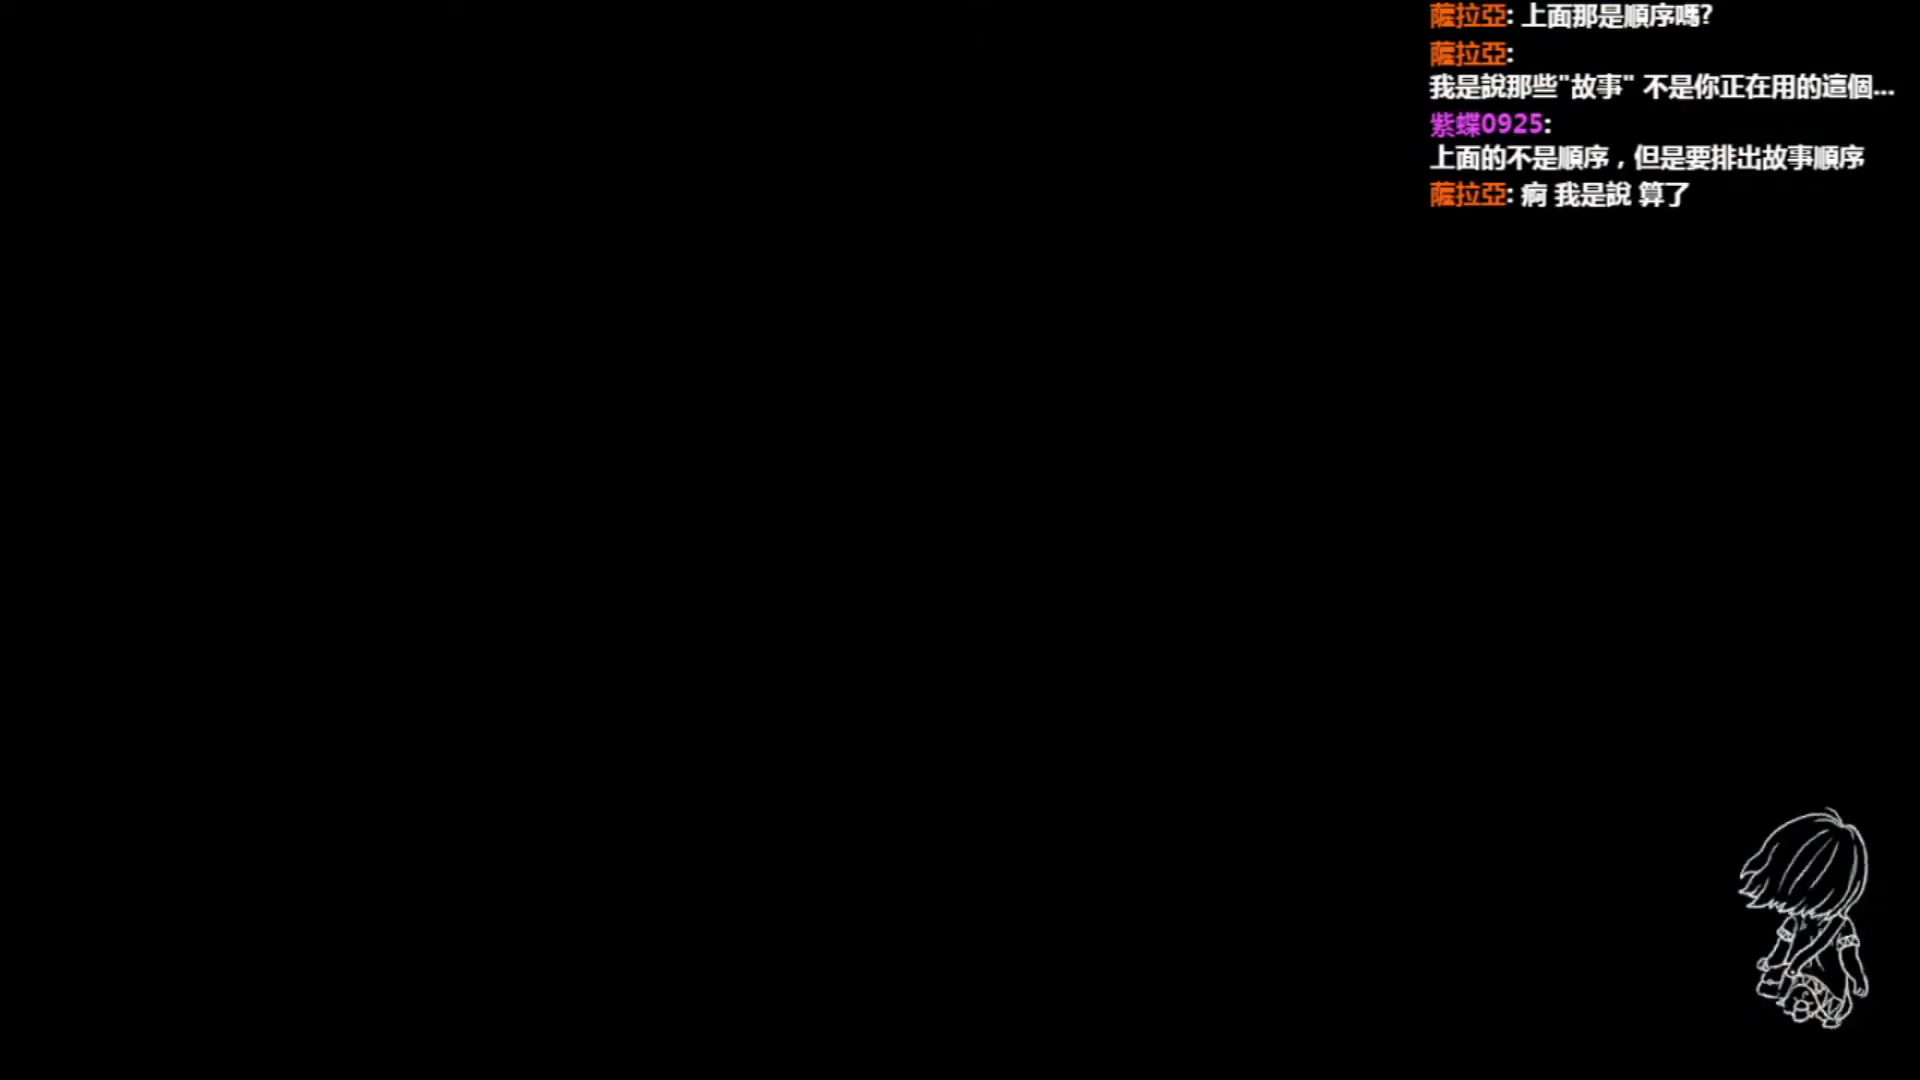 薩拉亞: 上面那是順序嗎?
薩拉亞:
我是說那些"故事" 不是你正在用的這個...
紫蝶0925:
上面的不是順序，但是要排出故事順序
薩拉亞: 痾 我是說 算了